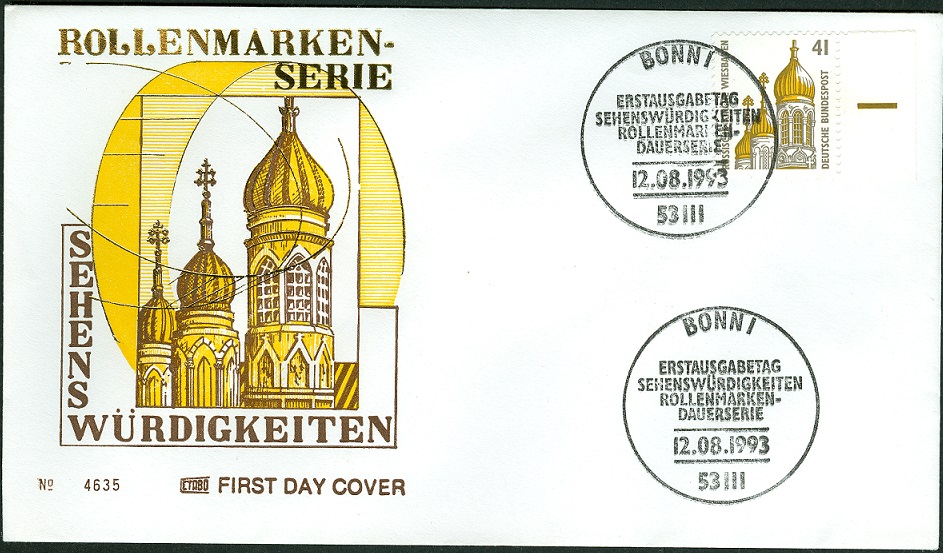 ROLLENMARKEN-
SERIE
SEHENS
WÜRDIGKEITEN
№ 4635
ETABO FIRST DAY COVER
BONN 1
ERSTAUSGABETAG
SEHENSWÜRDIGKEITEN
ROLLENMARKEN-
DAUERSERIE
12.08.1993
53111
41
WIESBADEN
DEUTSCHE BUNDESPOST
BONN 1
ERSTAUSGABETAG
SEHENSWÜRDIGKEITEN
ROLLENMARKEN-
DAUERSERIE
12.08.1993
53111